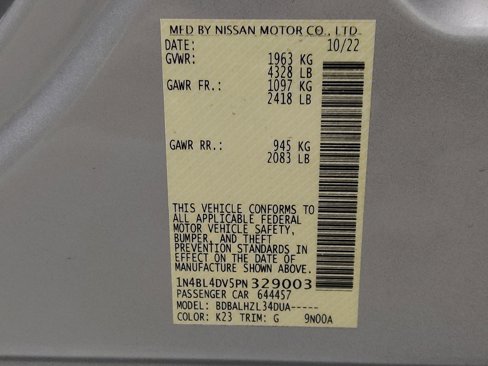 MFD BY NISSAN MOTOR CO., LTD.
DATE: 10/22
GVWR: 1963 KG
4328 LB
GAWR FR.: 1097 KG
2418 LB
GAWR RR.: 945 KG
2083 LB
THIS VEHICLE CONFORMS TO
ALL APPLICABLE FEDERAL
MOTOR VEHICLE SAFETY,
BUMPER, AND THEFT
PREVENTION STANDARDS IN
EFFECT ON THE DATE OF
MANUFACTURE SHOWN ABOVE.
1N4BL4DV5PN329003
PASSENGER CAR 644457
MODEL: BDBALHZL34DUA-----
COLOR: K23 TRIM: G 9N00A